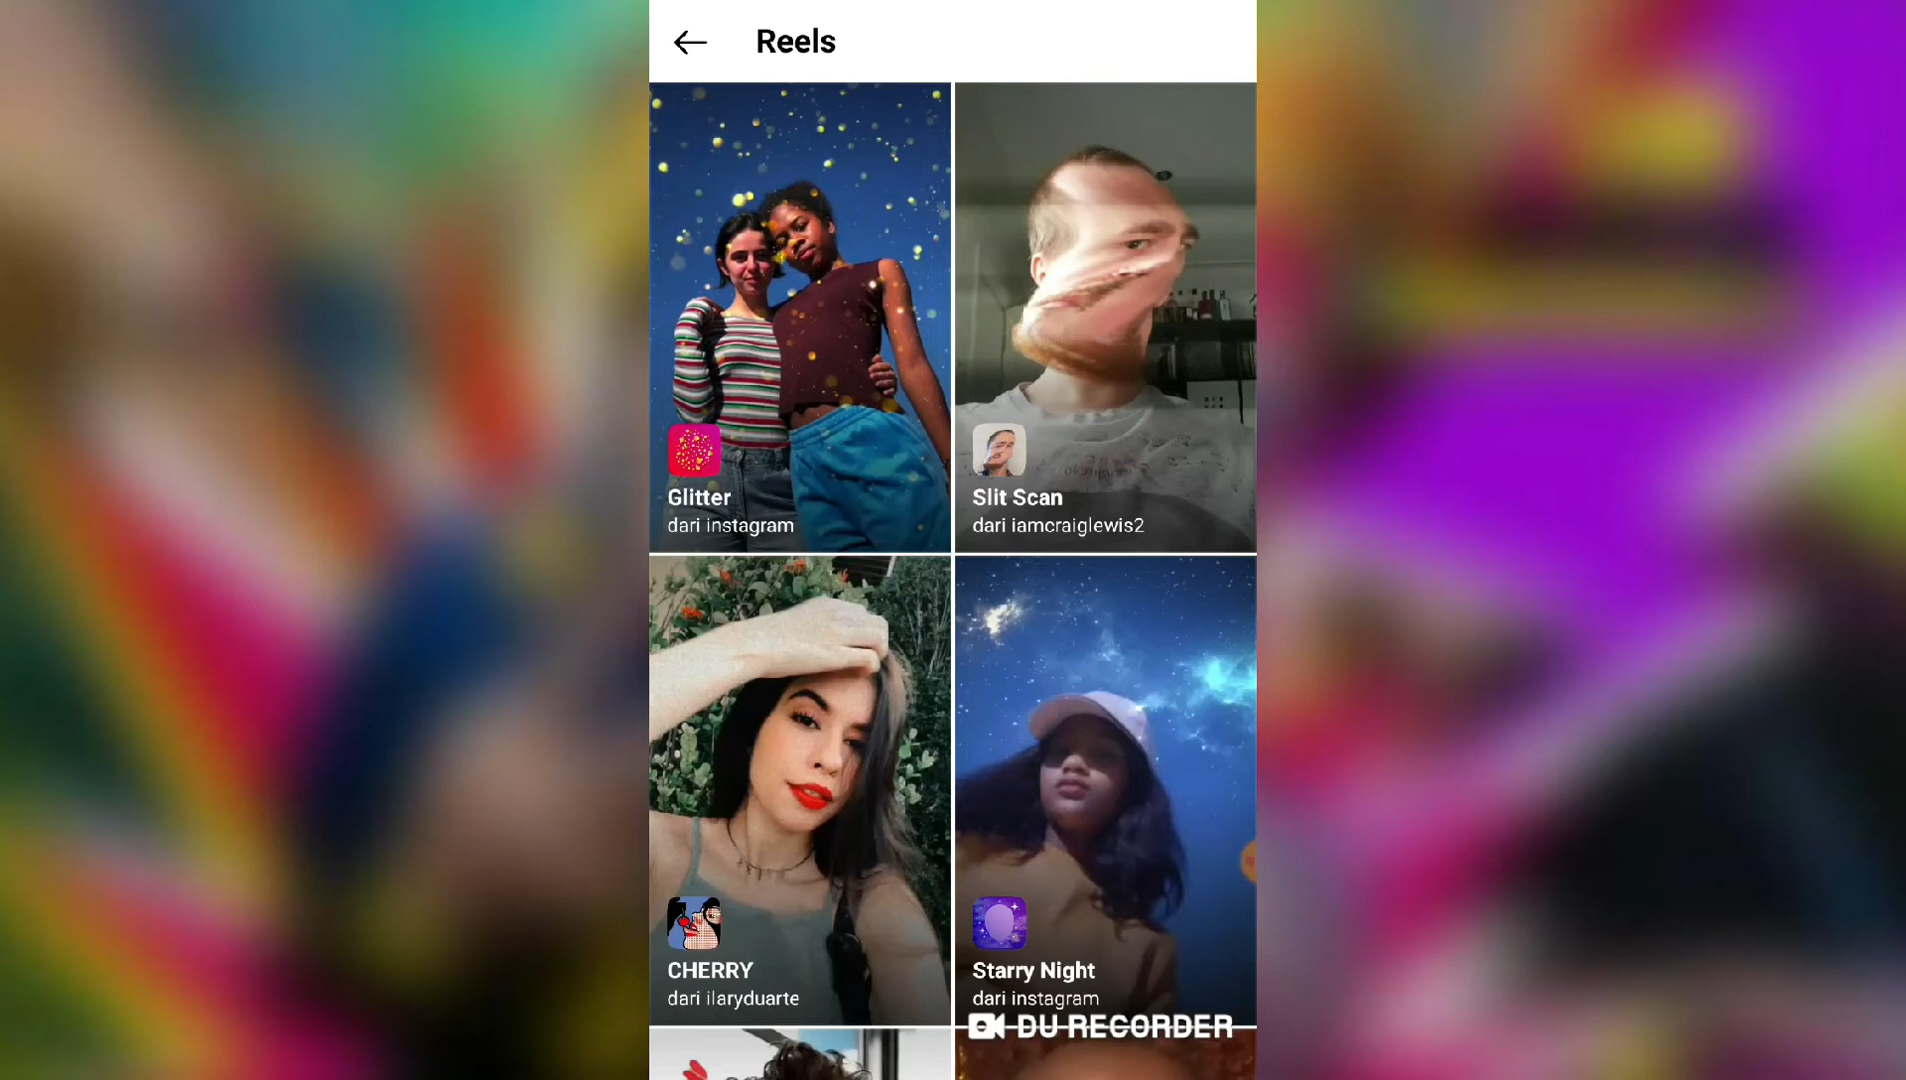 Reels
Glitter
dari instagram
Slit Scan
dari iamcraiglewis2
CHERRY
dari ilaryduarte
Starry Night
dari instagram
DU RECORDER